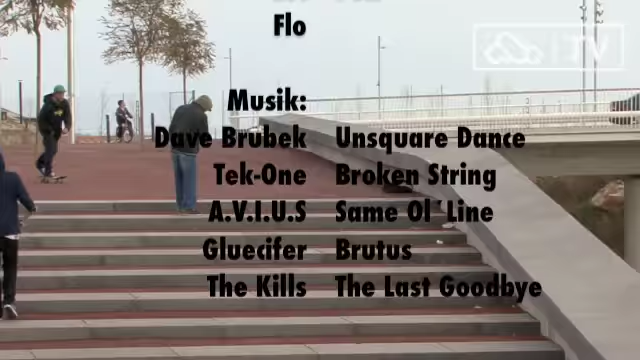 Flo
Musik:
Dave Brubek Unsquare Dance
Tek-One Broken String
A.V.I.U.S Same Ol´Line
Gluecifer Brutus
The Kills The Last Goodbye
TV